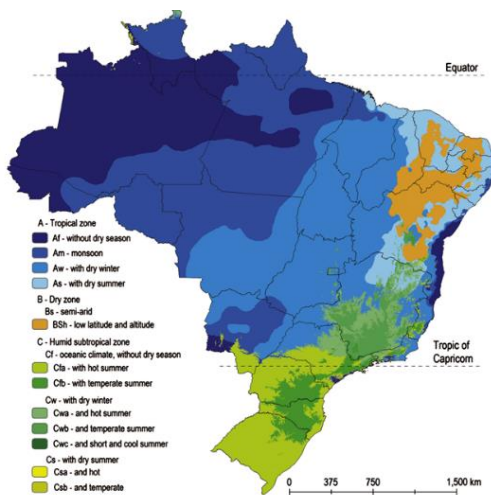 Equator
A - Tropical zone
Af - without dry season
Am - monsoon
Aw - with dry winter
As - with dry summer
B - Dry zone
Bs - semi-arid
BSh - low latitude and altitude
C - Humid subtropical zone
Cf - oceanic climate, without dry season
Cfa - with hot summer
Cfb - with temperate summer
Cw - with dry winter
Cwa - and hot summer
Cwb - and temperate summer
Cwc - and short and cool summer
Cs - with dry summer
Csa - and hot
Csb - and temperate
Tropic of
Capricorn
0 375 750 1,500 km